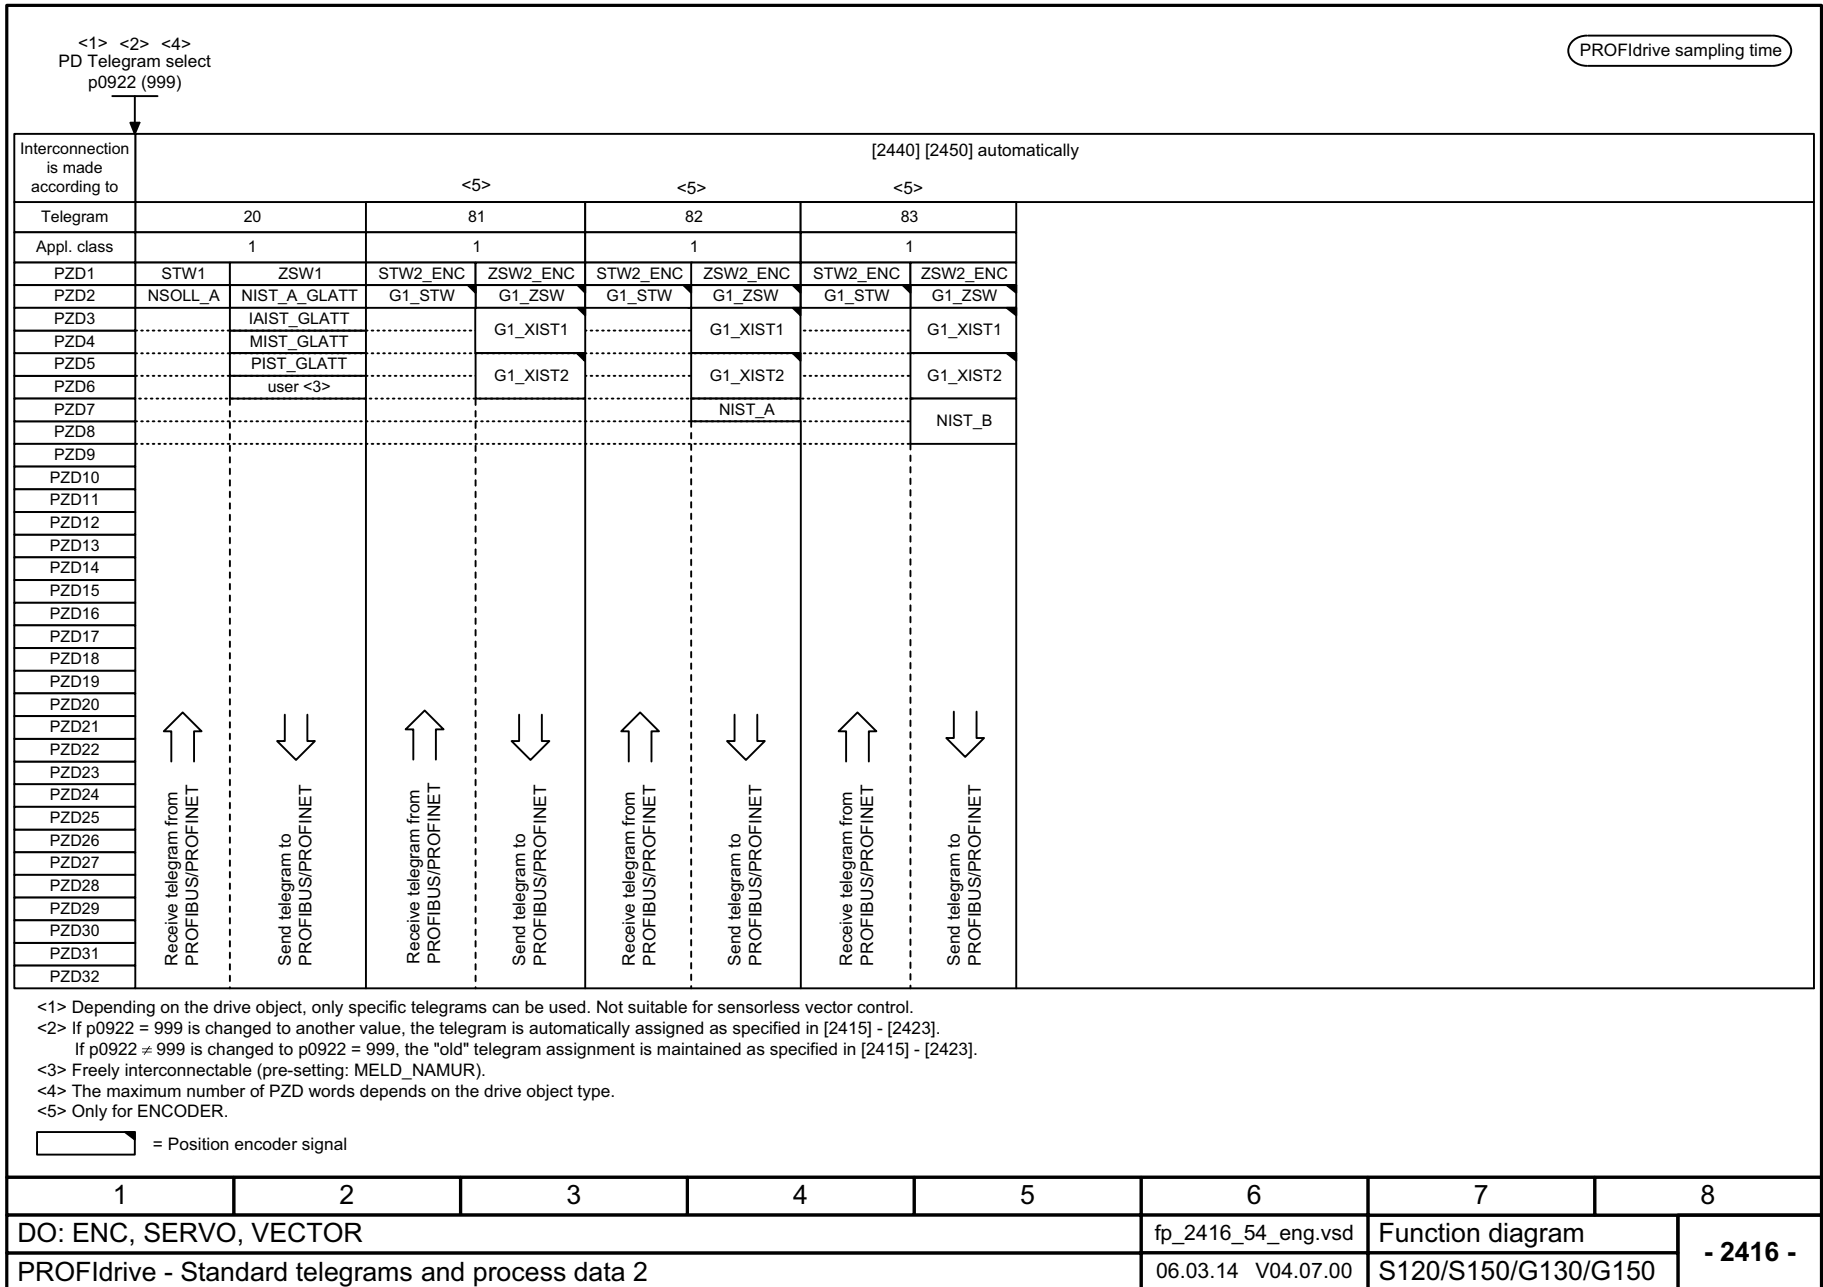 <1> <2> <4>
PD Telegram select
p0922 (999)
PROFIdrive sampling time
Interconnection is made according to
[2440] [2450] automatically
<5> <5> <5>
Telegram 20 81 82 83
Appl. class 1 1 1 1
PZD1 STW1 ZSW1 STW2_ENC ZSW2_ENC STW2_ENC ZSW2_ENC STW2_ENC ZSW2_ENC
PZD2 NSOLL_A NIST_A_GLATT G1_STW G1_ZSW G1_STW G1_ZSW G1_STW G1_ZSW
PZD3 IAIST_GLATT G1_XIST1 G1_XIST1 G1_XIST1
PZD4 MIST_GLATT
PZD5 PIST_GLATT G1_XIST2 G1_XIST2 G1_XIST2
PZD6 user <3>
PZD7 NIST_A NIST_B
PZD8
PZD9
PZD10
PZD11
PZD12
PZD13
PZD14
PZD15
PZD16
PZD17
PZD18
PZD19
PZD20
PZD21
PZD22
PZD23
PZD24
PZD25
PZD26
PZD27
PZD28
PZD29
PZD30
PZD31
PZD32
Receive telegram from
PROFIBUS/PROFINET
Send telegram to
PROFIBUS/PROFINET
Receive telegram from
PROFIBUS/PROFINET
Send telegram to
PROFIBUS/PROFINET
Receive telegram from
PROFIBUS/PROFINET
Send telegram to
PROFIBUS/PROFINET
Receive telegram from
PROFIBUS/PROFINET
Send telegram to
PROFIBUS/PROFINET
<1> Depending on the drive object, only specific telegrams can be used. Not suitable for sensorless vector control.
<2> If p0922 = 999 is changed to another value, the telegram is automatically assigned as specified in [2415] - [2423].
If p0922 ≠ 999 is changed to p0922 = 999, the "old" telegram assignment is maintained as specified in [2415] - [2423].
<3> Freely interconnectable (pre-setting: MELD_NAMUR).
<4> The maximum number of PZD words depends on the drive object type.
<5> Only for ENCODER.
= Position encoder signal
1 2 3 4 5 6 7 8
DO: ENC, SERVO, VECTOR fp_2416_54_eng.vsd Function diagram - 2416 -
PROFIdrive - Standard telegrams and process data 2 06.03.14 V04.07.00 S120/S150/G130/G150